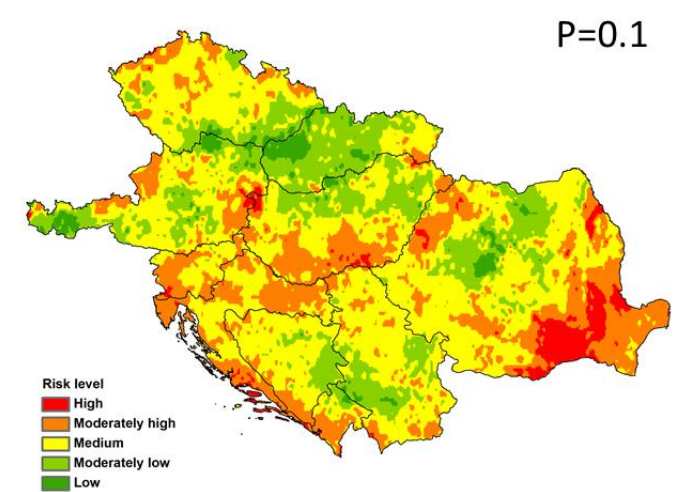 P=0.1
Risk level
High
Moderately high
Medium
Moderately low
Low